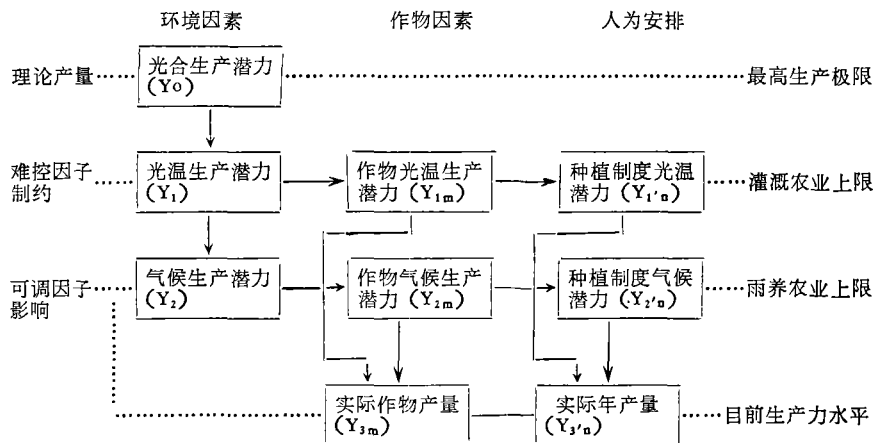 环境因素 作物因素 人为安排
理论产量
光合生产潜力
(Yo)
最高生产极限
难控因子
制约
光温生产潜力
(Y₁)
作物光温生产
潜力 (Y₁ₘ)
种植制度光温
潜力 (Y₁'ₙ)
灌溉农业上限
可调因子
影响
气候生产潜力
(Y₂)
作物气候生产
潜力 (Y₂ₘ)
种植制度气候
潜力 (Y₂'ₙ)
雨养农业上限
实际作物产量
(Y₃ₘ)
实际年产量
(Y₃'ₙ)
目前生产力水平